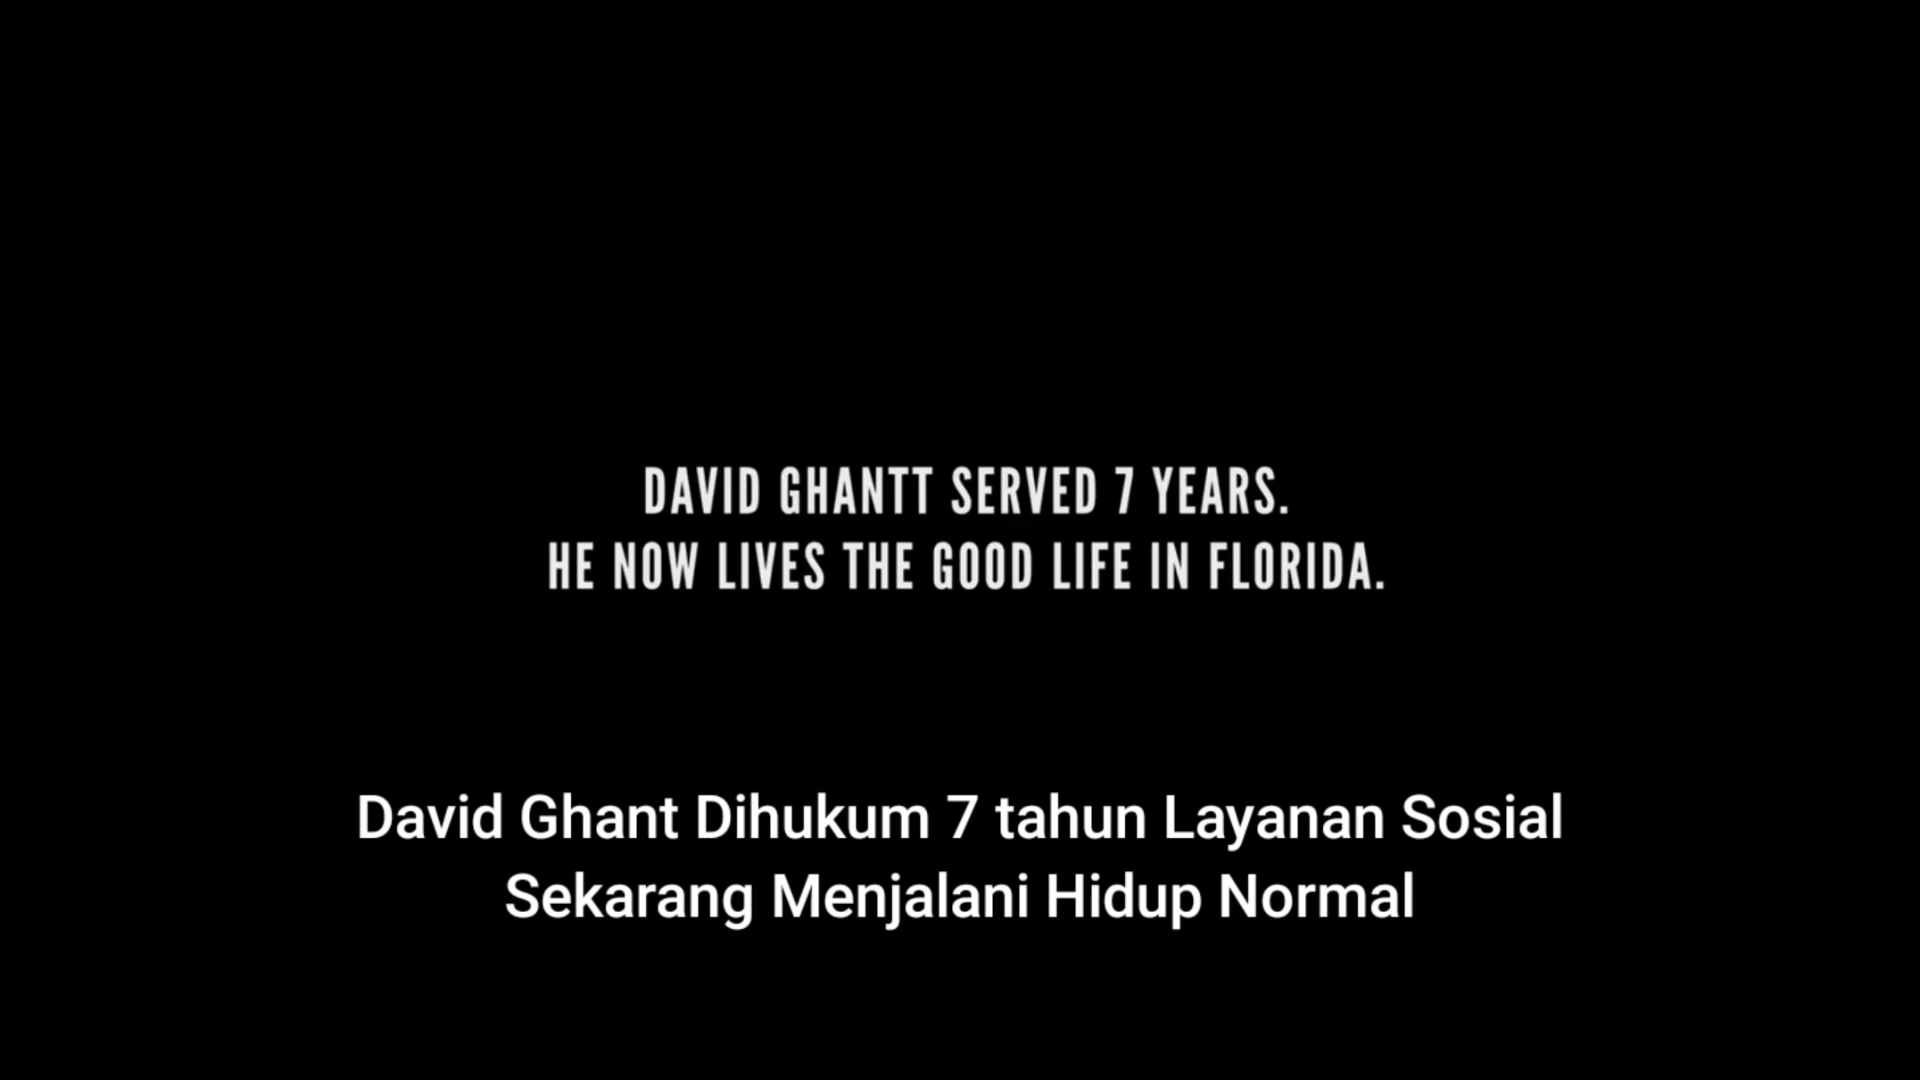 DAVID GHANTT SERVED 7 YEARS.
HE NOW LIVES THE GOOD LIFE IN FLORIDA.
David Ghant Dihukum 7 tahun Layanan Sosial
Sekarang Menjalani Hidup Normal